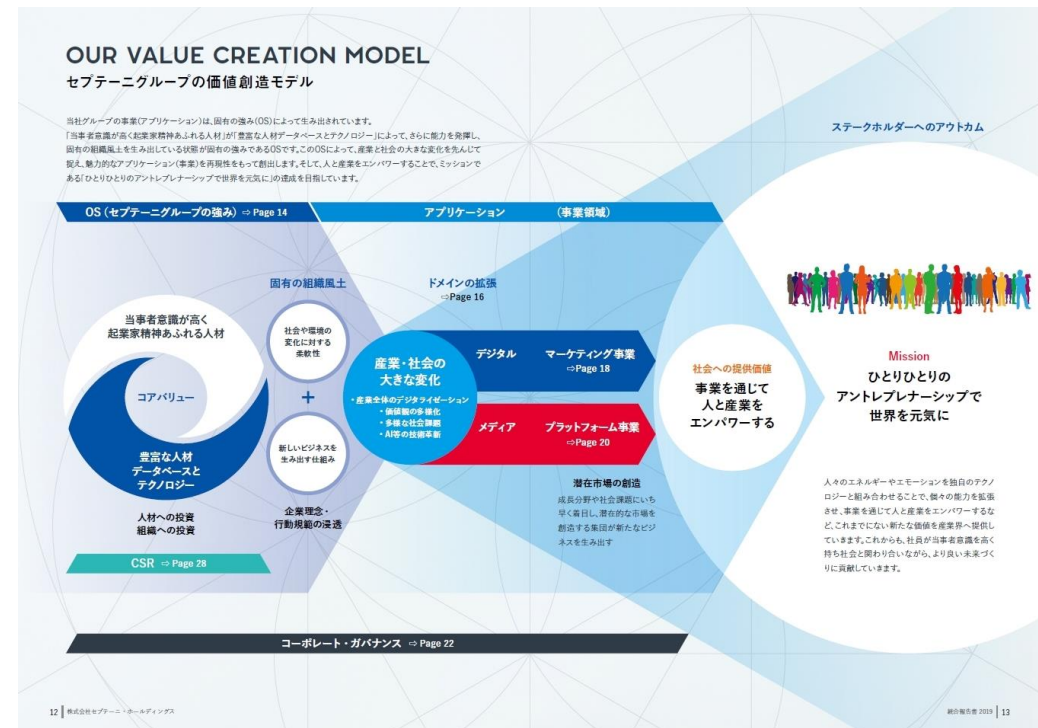 OUR VALUE CREATION MODEL
セプテーニグループの価値創造モデル
当社グループの事業(アプリケーション)は、固有の強み(OS)によって生み出されています。
「当事者意識が高く起業家精神あふれる人材」が「豊富な人材データベースとテクノロジー」によって、さらに能力を発揮し、
固有の組織風土を生み出している状態が固有の強みであるOSです。このOSによって、産業と社会の大きな変化を先んじて
捉え、魅力的なアプリケーション(事業)を再現性をもって創出します。そして、人と産業をエンパワーすることで、ミッションで
ある「ひとりひとりのアントレプレナーシップで世界を元気に」の達成を目指しています。
ステークホルダーへのアウトカム
OS(セプテーニグループの強み) ⇨ Page 14
アプリケーション (事業領域)
固有の組織風土
ドメインの拡張
⇨Page 16
当事者意識が高く
起業家精神あふれる人材
コアバリュー
豊富な人材
データベースと
テクノロジー
人材への投資
組織への投資
社会や環境の
変化に対する
柔軟性
+
新しいビジネスを
生み出す仕組み
企業理念・
行動規範の浸透
産業・社会の
大きな変化
・産業全体のデジタライゼーション
・価値観の多様化
・多様な社会課題
・AI等の技術革新
デジタル マーケティング事業
⇨Page 18
メディア プラットフォーム事業
⇨Page 20
潜在市場の創造
成長分野や社会課題にいち
早く着目し、潜在的な市場を
創造する集団が新たなビジ
ネスを生み出す
社会への提供価値
事業を通じて
人と産業を
エンパワーする
Mission
ひとりひとりの
アントレプレナーシップで
世界を元気に
人々のエネルギーやエモーションを独自のテクノ
ロジーと組み合わせることで、個々の能力を拡張
させ、事業を通じて人と産業をエンパワーするな
ど、これまでにない新たな価値を産業界へ提供し
ていきます。これからも、社員が当事者意識を高く
持ち社会と関わり合いながら、より良い未来づく
りに貢献していきます。
CSR ⇨ Page 28
コーポレート・ガバナンス ⇨ Page 22
12 株式会社セプテーニ・ホールディングス
統合報告書 2019 13